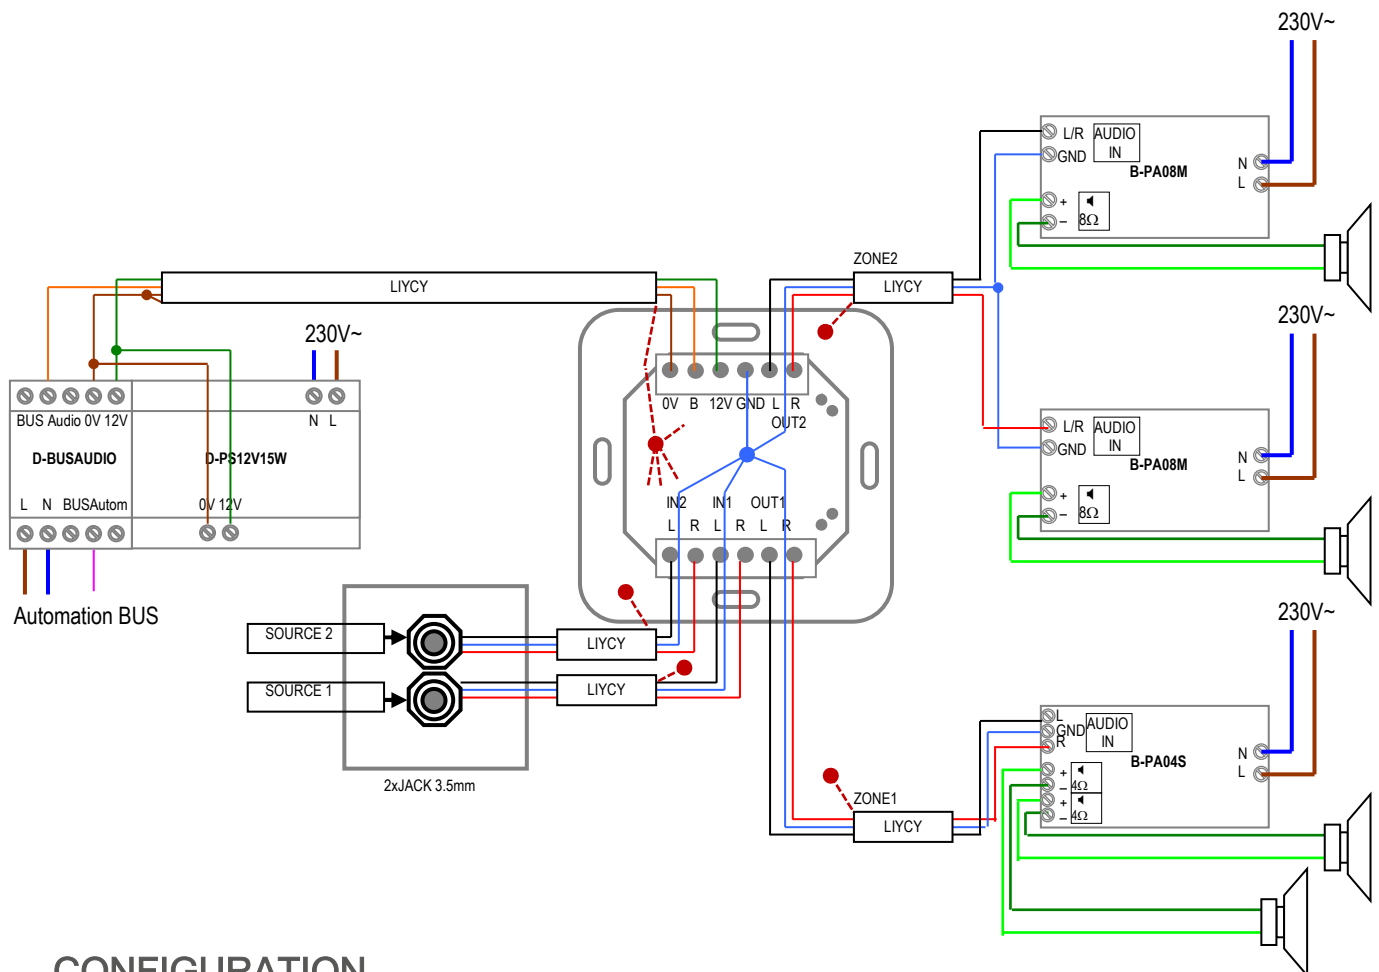 230V~
L/R
AUDIO
IN
GND
B-PA08M
N
L
+
–
8Ω
ZONE2
LIYCY
LIYCY
230V~
230V~
BUS Audio 0V 12V
N L
D-BUSAUDIO
D-PS12V15W
L N BUSAutom
0V 12V
Automation BUS
0V B 12V GND L R
OUT2
IN2 IN1 OUT1
L R L R L R
L/R
AUDIO
IN
GND
B-PA08M
N
L
+
–
8Ω
SOURCE 2
LIYCY
SOURCE 1
LIYCY
2xJACK 3.5mm
230V~
L
GND
R
AUDIO
IN
B-PA04S
N
L
+
–
4Ω
+
–
4Ω
ZONE1
LIYCY
CONFIGURATION